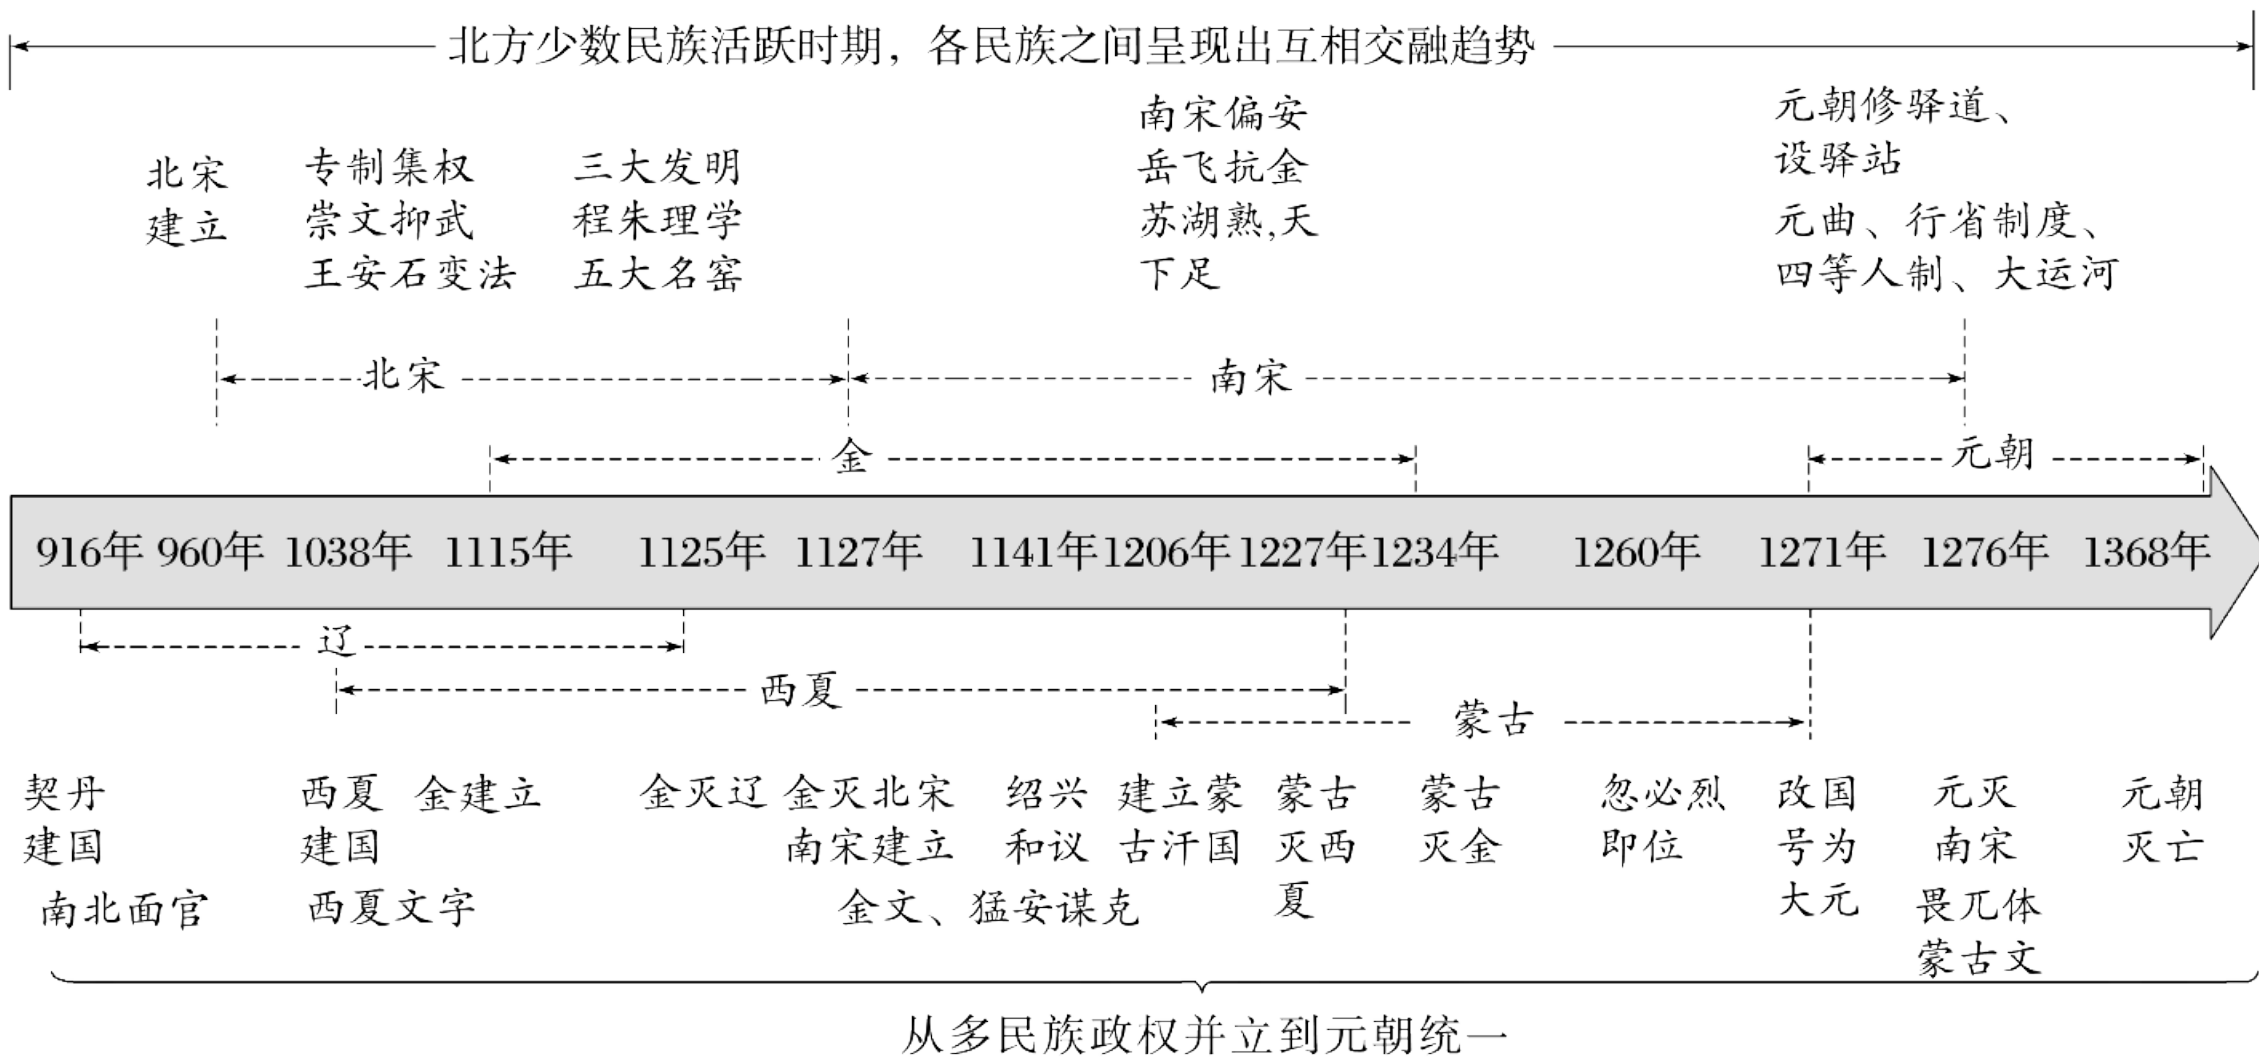 北方少数民族活跃时期，各民族之间呈现出互相交融趋势
北宋
建立
专制集权
崇文抑武
王安石变法
三大发明
程朱理学
五大名窑
南宋偏安
岳飞抗金
苏湖熟,天
下足
元朝修驿道、
设驿站
元曲、行省制度、
四等人制、大运河
北宋
南宋
金
元朝
916年 960年 1038年 1115年 1125年 1127年 1141年 1206年 1227年 1234年 1260年 1271年 1276年 1368年
辽
西夏
蒙古
契丹
建国
南北面官
西夏
建国
西夏文字
金建立
金灭辽
金灭北宋
南宋建立
绍兴
和议
金文、猛安谋克
建立蒙
古汗国
蒙古
灭西
夏
蒙古
灭金
忽必烈
即位
改国
号为
大元
元灭
南宋
畏兀体
蒙古文
元朝
灭亡
从多民族政权并立到元朝统一